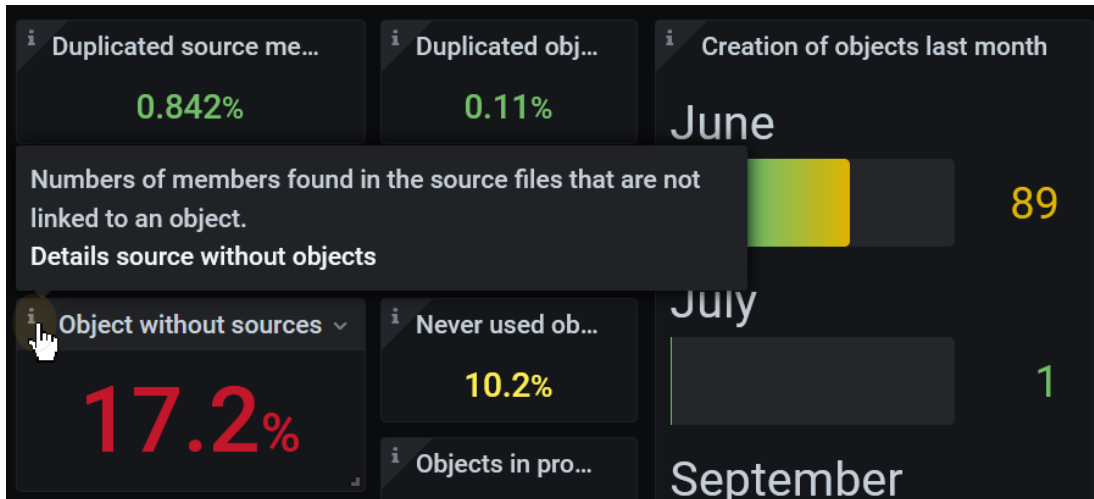 Duplicated source me...
0.842%
Duplicated obj...
0.11%
Creation of objects last month
June
89
Numbers of members found in the source files that are not
linked to an object.
Details source without objects
July
1
Object without sources
17.2%
Never used ob...
10.2%
Objects in pro...
September